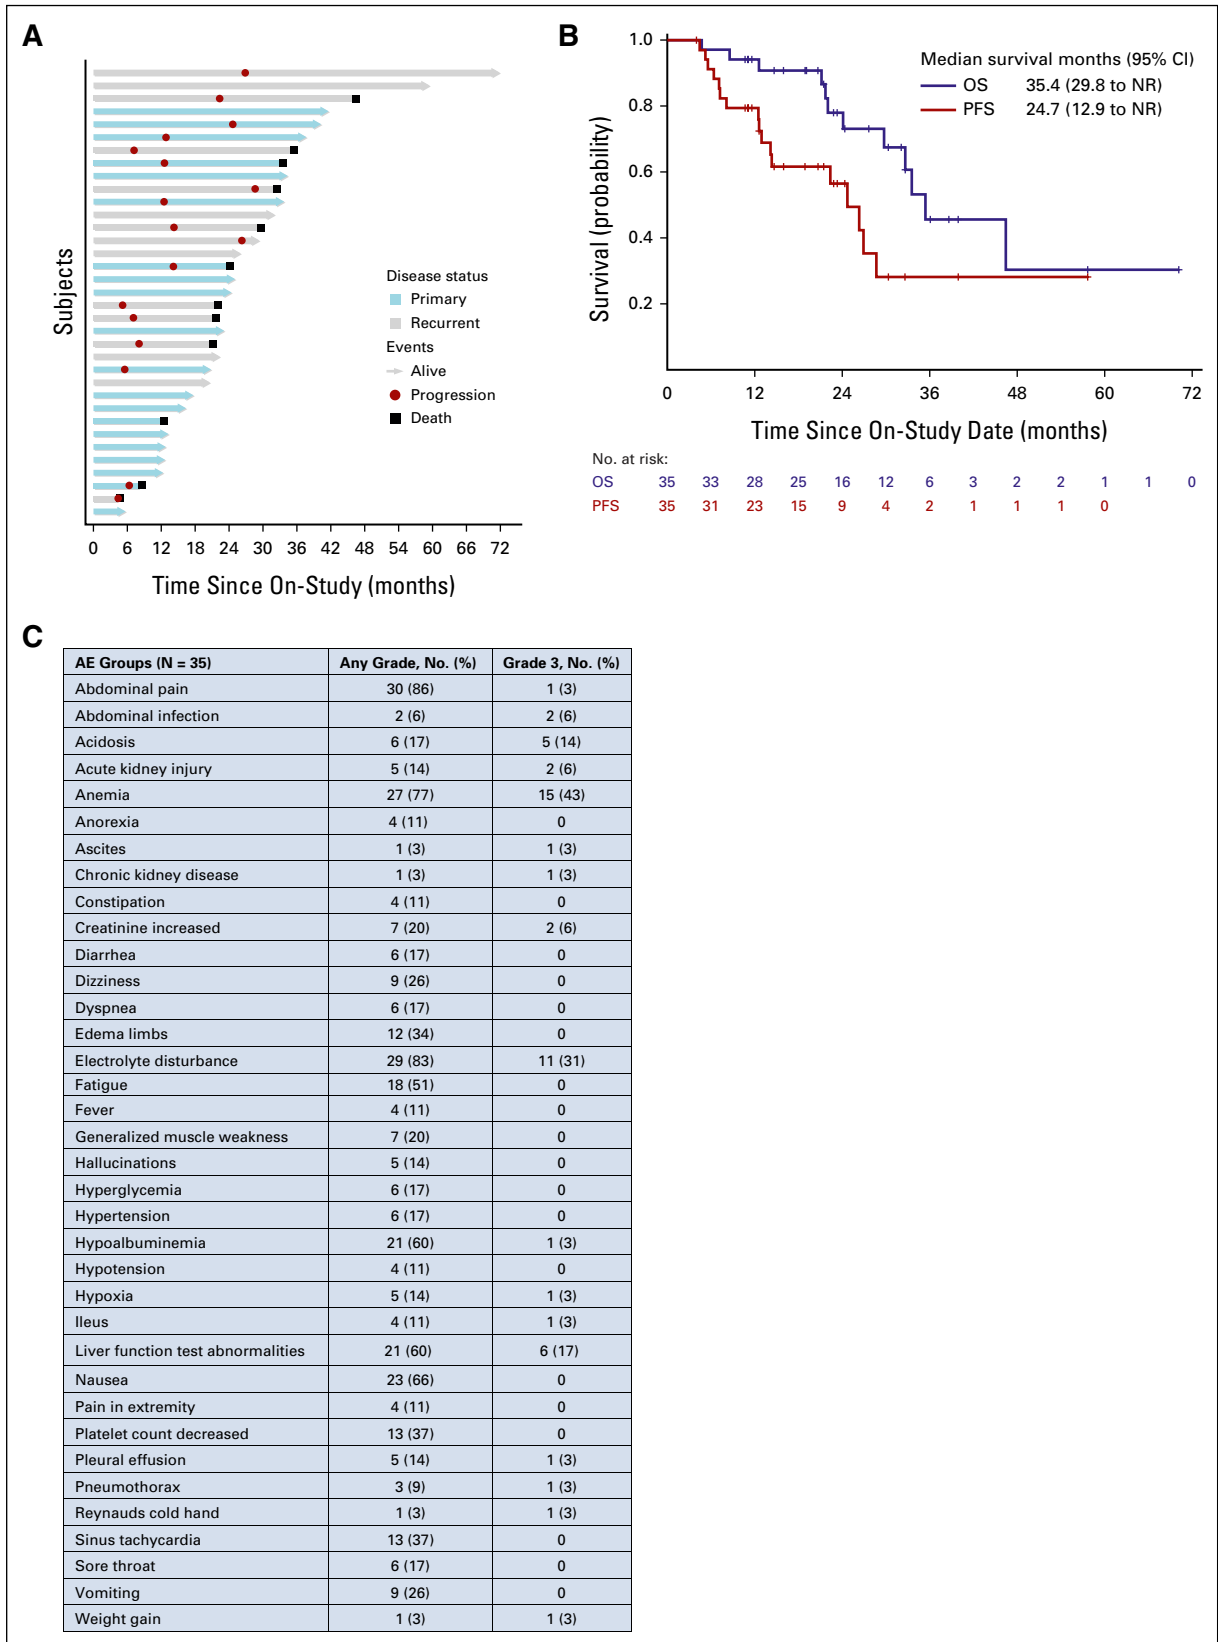 A
Subjects
Disease status
Primary
Recurrent
Events
Alive
Progression
Death
0 6 12 18 24 30 36 42 48 54 60 66 72
Time Since On-Study (months)
B
Survival (probability)
1.0
0.8
0.6
0.4
0.2
Median survival months (95% CI)
OS 35.4 (29.8 to NR)
PFS 24.7 (12.9 to NR)
0 12 24 36 48 60 72
Time Since On-Study Date (months)
No. at risk:
OS 35 33 28 25 16 12 6 3 2 2 1 1 0
PFS 35 31 23 15 9 4 2 1 1 1 0
C
AE Groups (N = 35) Any Grade, No. (%) Grade 3, No. (%)
Abdominal pain 30 (86) 1 (3)
Abdominal infection 2 (6) 2 (6)
Acidosis 6 (17) 5 (14)
Acute kidney injury 5 (14) 2 (6)
Anemia 27 (77) 15 (43)
Anorexia 4 (11) 0
Ascites 1 (3) 1 (3)
Chronic kidney disease 1 (3) 1 (3)
Constipation 4 (11) 0
Creatinine increased 7 (20) 2 (6)
Diarrhea 6 (17) 0
Dizziness 9 (26) 0
Dyspnea 6 (17) 0
Edema limbs 12 (34) 0
Electrolyte disturbance 29 (83) 11 (31)
Fatigue 18 (51) 0
Fever 4 (11) 0
Generalized muscle weakness 7 (20) 0
Hallucinations 5 (14) 0
Hyperglycemia 6 (17) 0
Hypertension 6 (17) 0
Hypoalbuminemia 21 (60) 1 (3)
Hypotension 4 (11) 0
Hypoxia 5 (14) 1 (3)
Ileus 4 (11) 1 (3)
Liver function test abnormalities 21 (60) 6 (17)
Nausea 23 (66) 0
Pain in extremity 4 (11) 0
Platelet count decreased 13 (37) 0
Pleural effusion 5 (14) 1 (3)
Pneumothorax 3 (9) 1 (3)
Reynauds cold hand 1 (3) 1 (3)
Sinus tachycardia 13 (37) 0
Sore throat 6 (17) 0
Vomiting 9 (26) 0
Weight gain 1 (3) 1 (3)